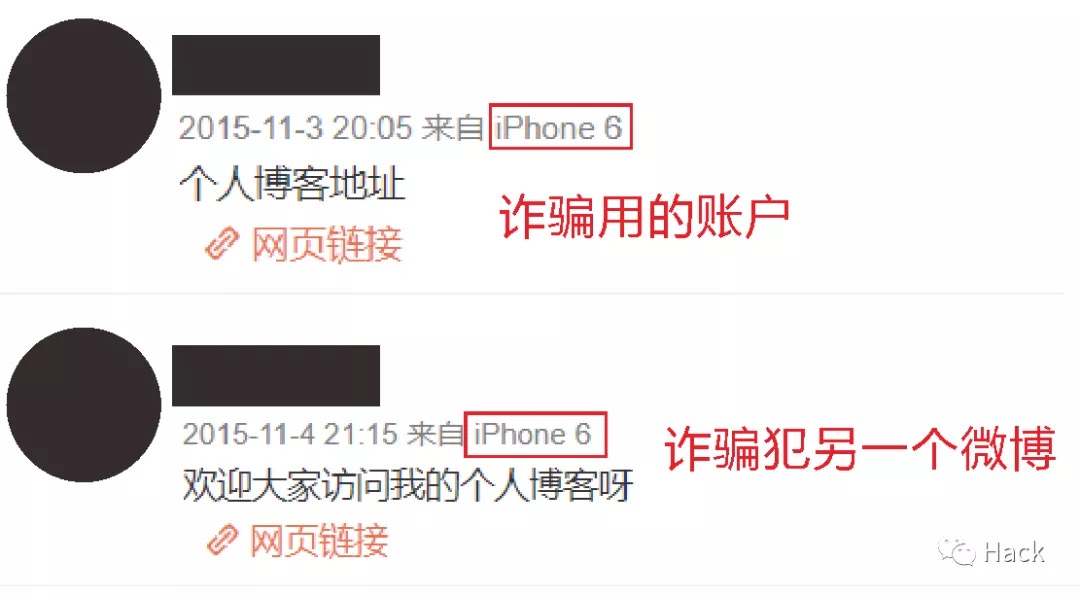 2015-11-3 20:05 来自 iPhone 6
个人博客地址
诈骗用的账户
网页链接
2015-11-4 21:15 来自 iPhone 6
诈骗犯另一个微博
欢迎大家访问我的个人博客呀
网页链接
Hack